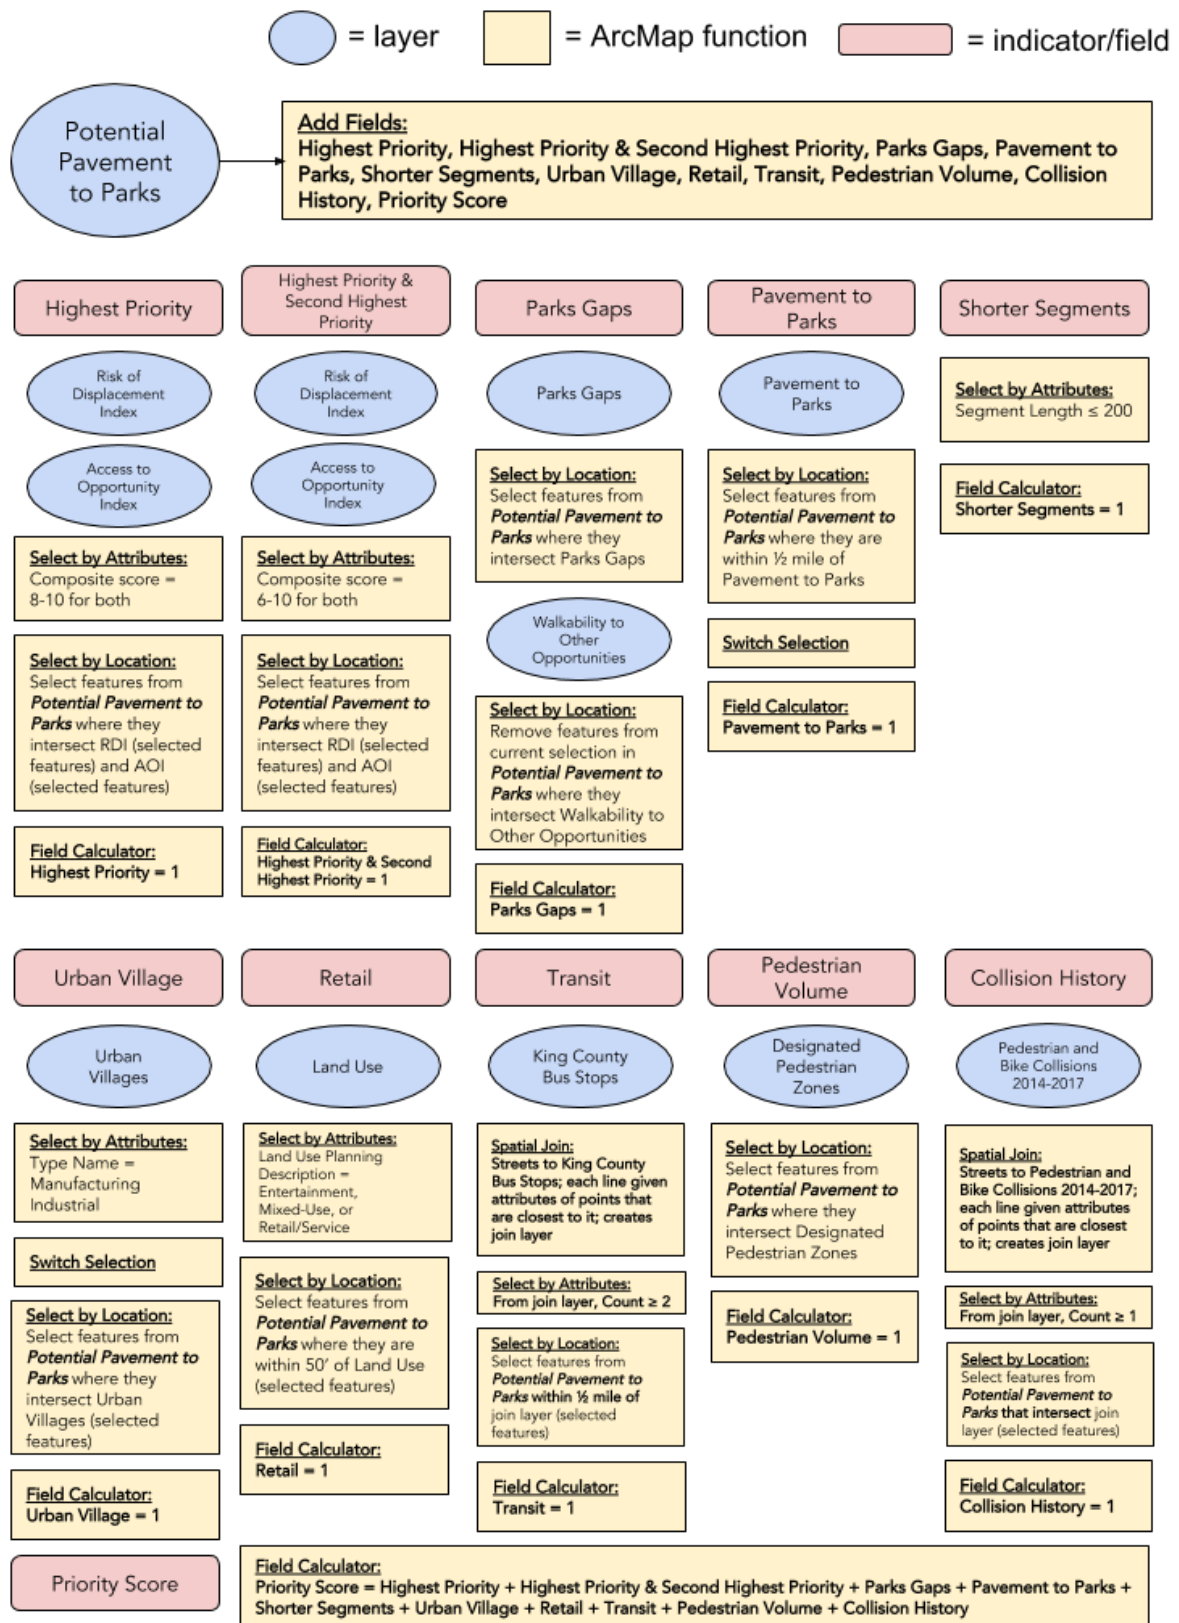 = layer
= ArcMap function
= indicator/field
Potential
Pavement
to Parks
Add Fields:
Highest Priority, Highest Priority & Second Highest Priority, Parks Gaps, Pavement to
Parks, Shorter Segments, Urban Village, Retail, Transit, Pedestrian Volume, Collision
History, Priority Score
Highest Priority
Risk of
Displacement
Index
Access to
Opportunity
Index
Select by Attributes:
Composite score =
8-10 for both
Select by Location:
Select features from
Potential Pavement to
Parks where they
intersect RDI (selected
features) and AOI
(selected features)
Field Calculator:
Highest Priority = 1
Highest Priority &
Second Highest
Priority
Risk of
Displacement
Index
Access to
Opportunity
Index
Select by Attributes:
Composite score =
6-10 for both
Select by Location:
Select features from
Potential Pavement to
Parks where they
intersect RDI (selected
features) and AOI
(selected features)
Field Calculator:
Highest Priority & Second
Highest Priority = 1
Parks Gaps
Parks Gaps
Select by Location:
Select features from
Potential Pavement to
Parks where they
intersect Parks Gaps
Walkability to
Other
Opportunities
Select by Location:
Remove features from
current selection in
Potential Pavement to
Parks where they
intersect Walkability to
Other Opportunities
Field Calculator:
Parks Gaps = 1
Pavement to
Parks
Pavement to
Parks
Select by Location:
Select features from
Potential Pavement to
Parks where they are
within ½ mile of
Pavement to Parks
Switch Selection
Field Calculator:
Pavement to Parks = 1
Shorter Segments
Select by Attributes:
Segment Length ≤ 200
Field Calculator:
Shorter Segments = 1
Urban Village
Urban
Villages
Select by Attributes:
Type Name =
Manufacturing
Industrial
Switch Selection
Select by Location:
Select features from
Potential Pavement to
Parks where they
intersect Urban
Villages (selected
features)
Field Calculator:
Urban Village = 1
Retail
Land Use
Select by Attributes:
Land Use Planning
Description =
Entertainment,
Mixed-Use, or
Retail/Service
Select by Location:
Select features from
Potential Pavement to
Parks where they are
within 50' of Land Use
(selected features)
Field Calculator:
Retail = 1
Transit
King County
Bus Stops
Spatial Join:
Streets to King County
Bus Stops; each line given
attributes of points that
are closest to it; creates
join layer
Select by Attributes:
From join layer, Count ≥ 2
Select by Location:
Select features from
Potential Pavement to
Parks within ½ mile of
join layer (selected
features)
Field Calculator:
Transit = 1
Pedestrian
Volume
Designated
Pedestrian
Zones
Select by Location:
Select features from
Potential Pavement to
Parks where they
intersect Designated
Pedestrian Zones
Field Calculator:
Pedestrian Volume = 1
Collision History
Pedestrian and
Bike Collisions
2014-2017
Spatial Join:
Streets to Pedestrian and
Bike Collisions 2014-2017;
each line given attributes
of points that are closest
to it; creates join layer
Select by Attributes:
From join layer, Count ≥ 1
Select by Location:
Select features from
Potential Pavement to
Parks that intersect join
layer (selected features)
Field Calculator:
Collision History = 1
Priority Score
Field Calculator:
Priority Score = Highest Priority + Highest Priority & Second Highest Priority + Parks Gaps + Pavement to Parks +
Shorter Segments + Urban Village + Retail + Transit + Pedestrian Volume + Collision History